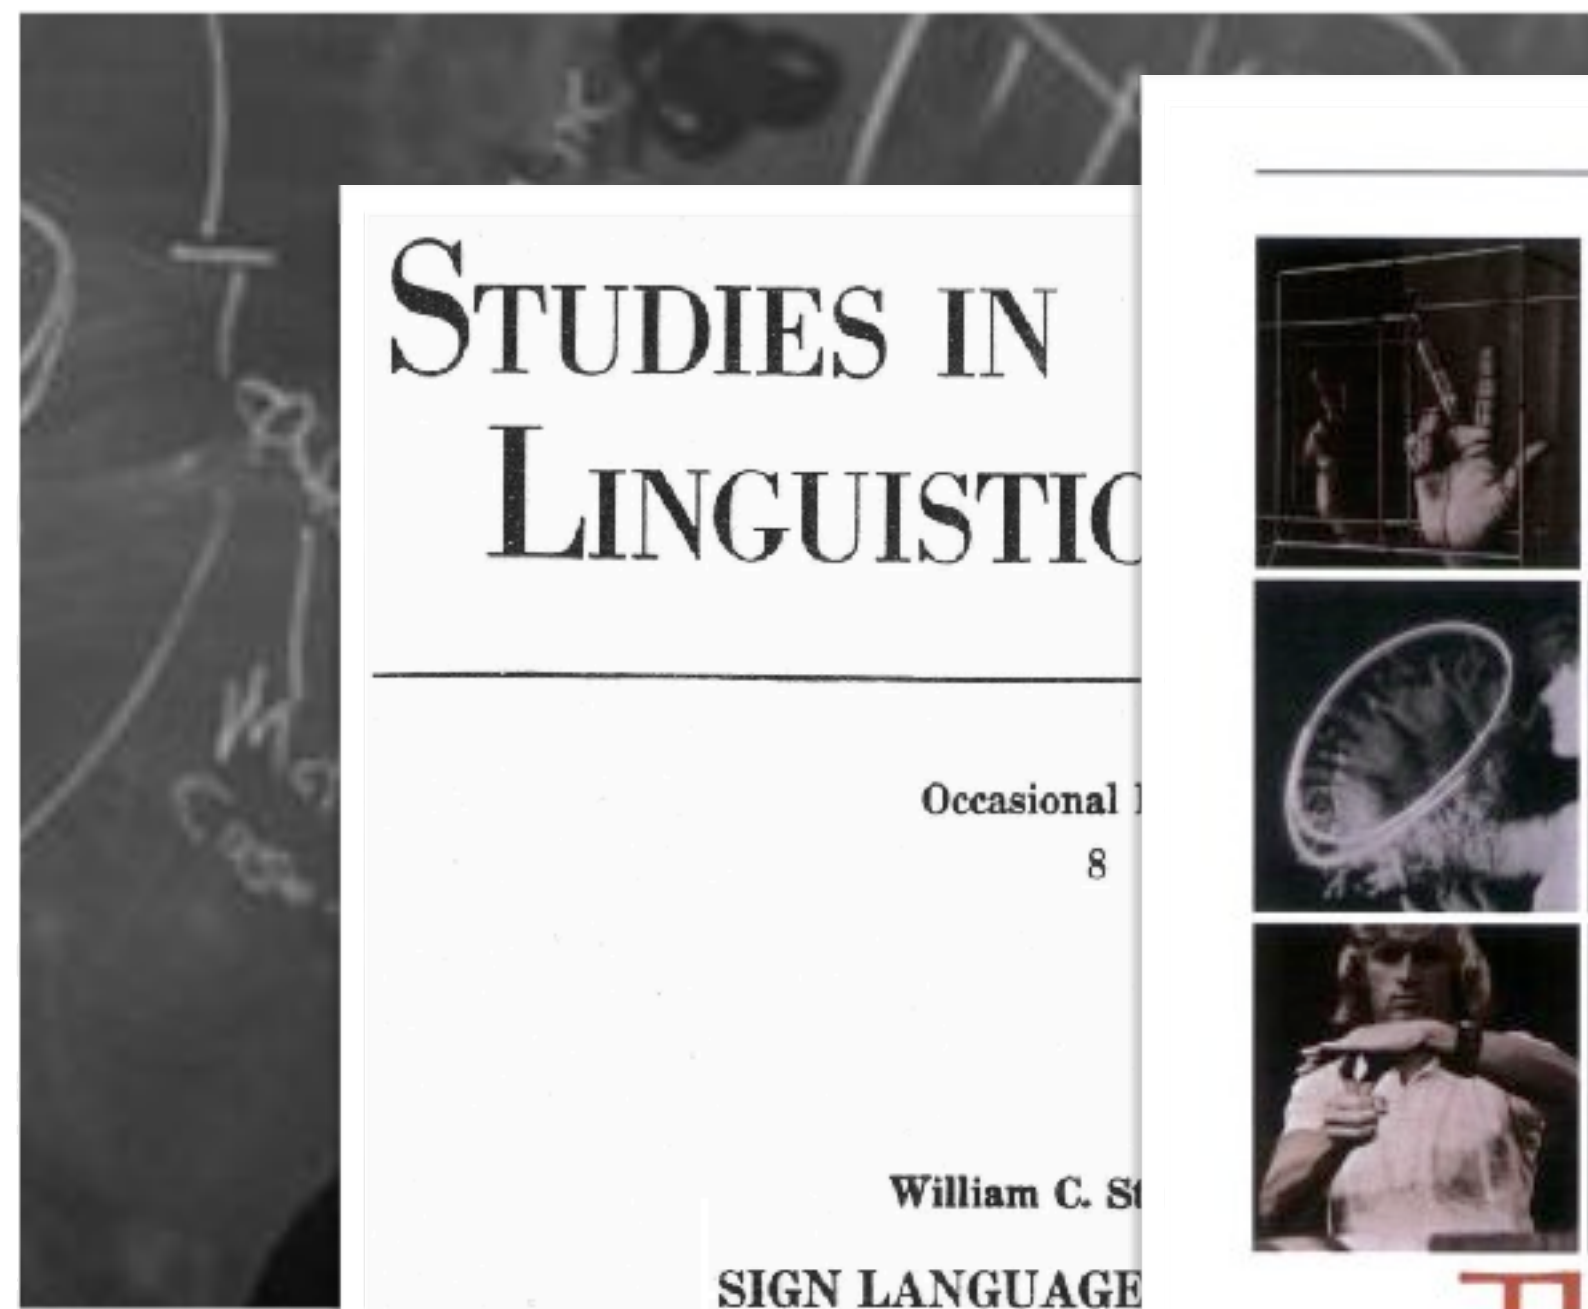 STUDIES IN
LINGUISTIC
Occasional
8
William C. St
SIGN LANGUAGE